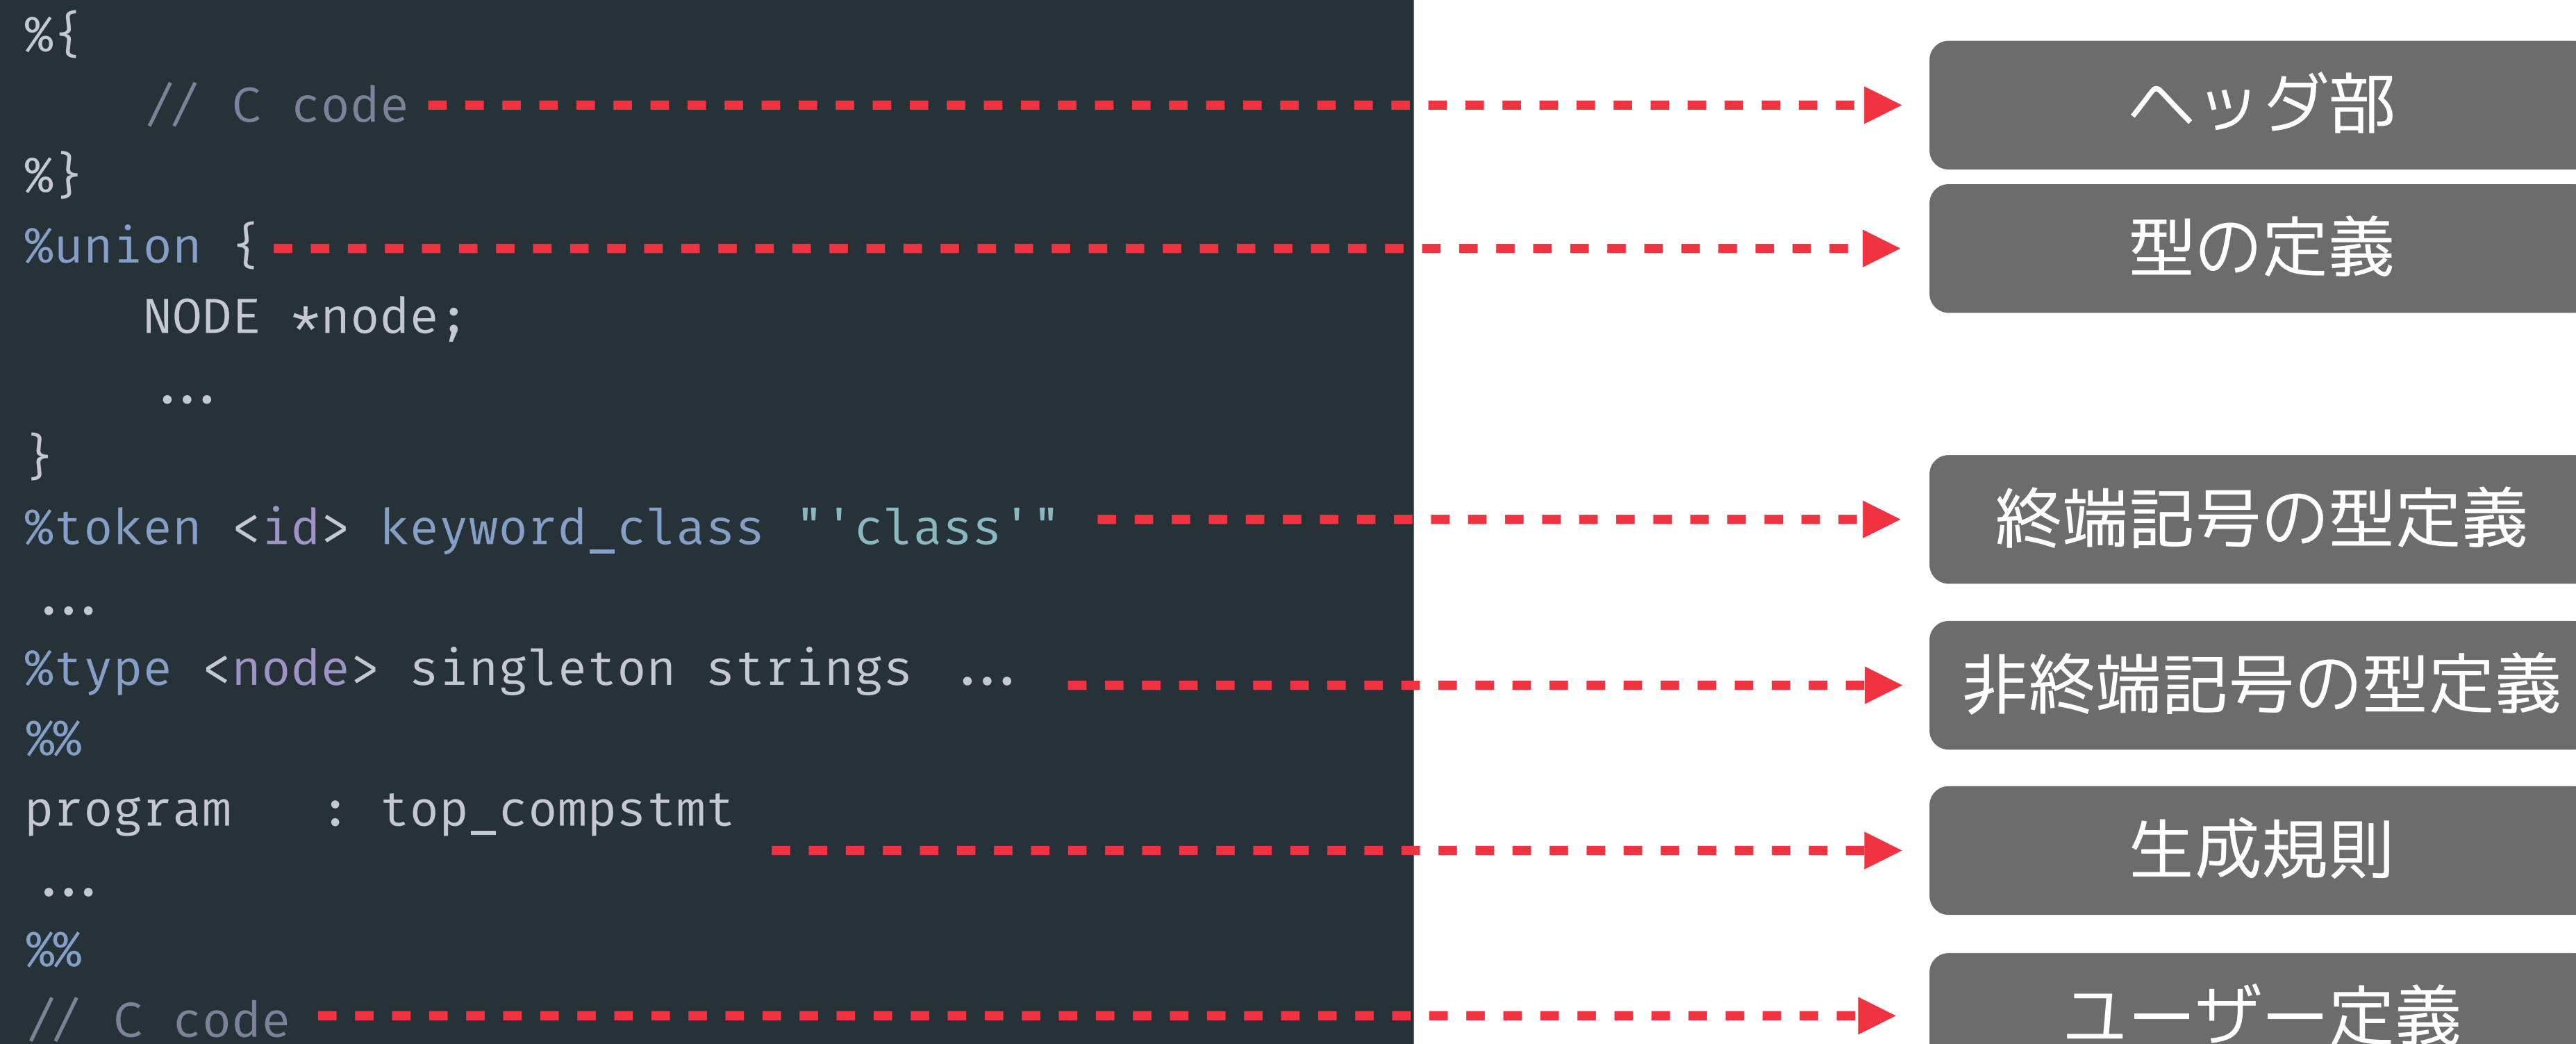 %{
// C code
ヘッダ部
%}
%union {
型の定義
NODE *node;
...
}
%token <id> keyword_class "'class'"
終端記号の型定義
...
%type <node> singleton strings ...
非終端記号の型定義
%%
program : top_compstmt
生成規則
...
%%
// C code
ユーザー定義